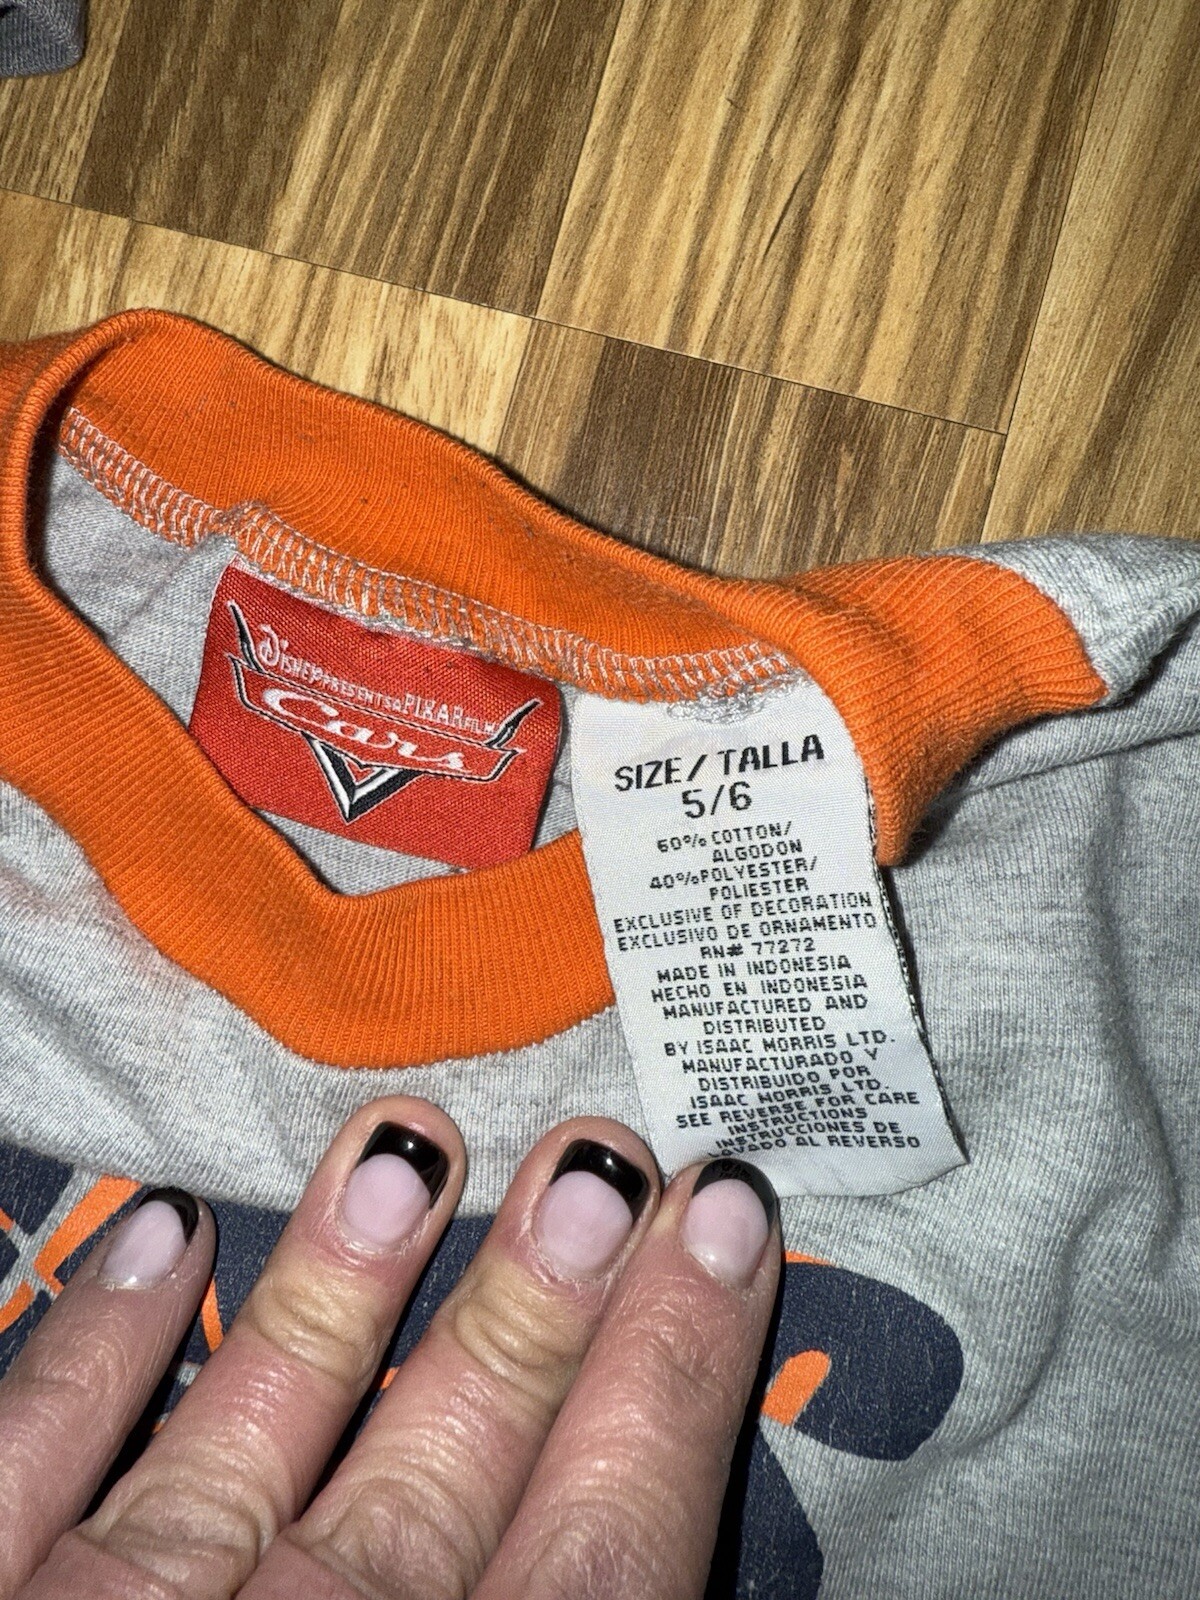 DISNEY PRESENTS A PIXAR FILM
Cars
SIZE/TALLA
5/6
60% COTTON/
ALGODON
40%POLYESTER/
POLIESTER
EXCLUSIVE OF DECORATION
EXCLUSIVO DE ORNAMENTO
RN# 77272
MADE IN INDONESIA
HECHO EN INDONESIA
MANUFACTURED AND
DISTRIBUTED
BY ISAAC MORRIS LTD.
MANUFACTURADO Y
DISTRIBUIDO POR
ISAAC MORRIS LTD.
SEE REVERSE FOR CARE
INSTRUCTIONS
INSTRUCCIONES DE
LAVADO AL REVERSO